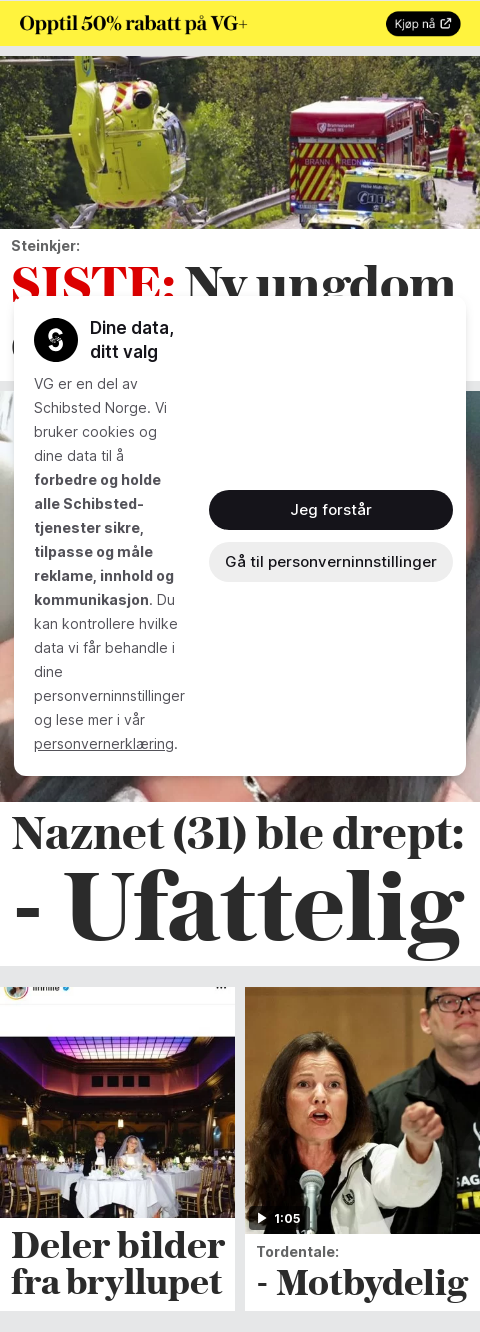 Opptil 50% rabatt på VG+
Kjøp nå
Steinkjer:
SISTE: Ny ungdom
Dine data,
ditt valg
VG er en del av
Schibsted Norge. Vi
bruker cookies og
dine data til å
forbedre og holde
alle Schibsted-
tjenester sikre,
tilpasse og måle
reklame, innhold og
kommunikasjon. Du
kan kontrollere hvilke
data vi får behandle i
dine
personverninnstillinger
og lese mer i vår
personvernerklæring.
Jeg forstår
Gå til personverninnstillinger
Naznet (31) ble drept:
- Ufattelig
Deler bilder
fra bryllupet
1:05
Tordentale:
- Motbydelig